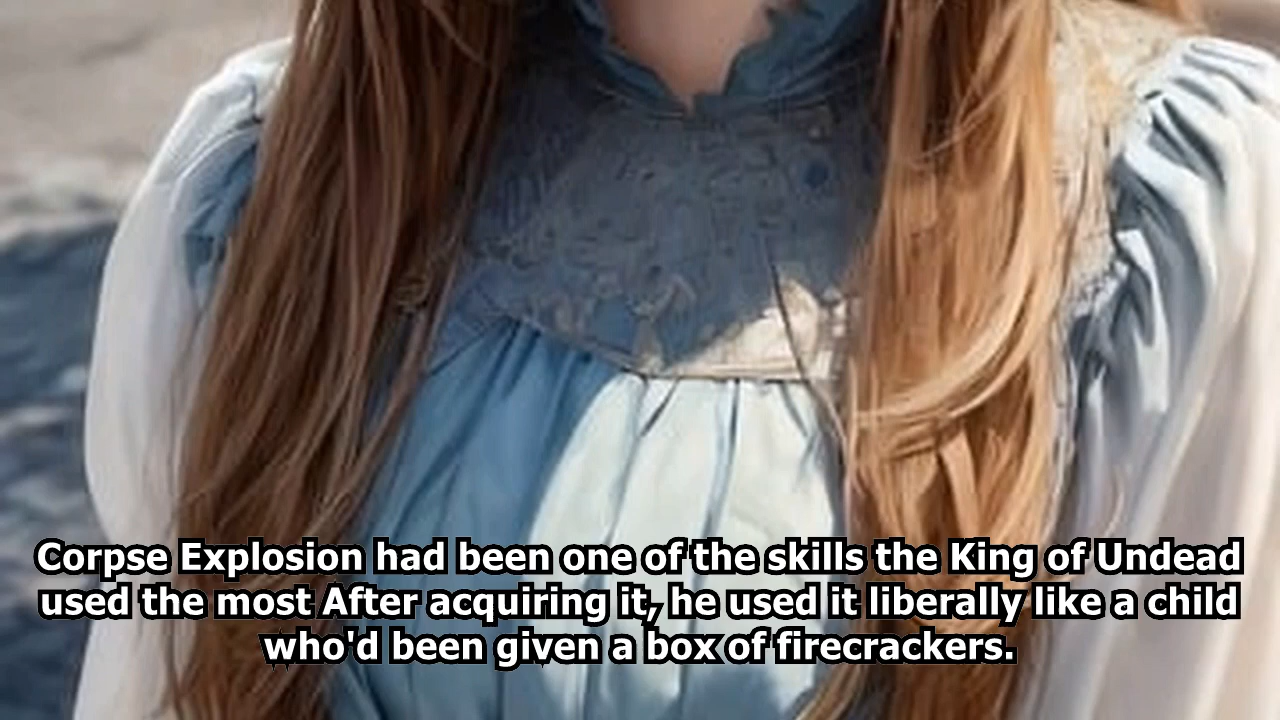 Corpse Explosion had been one of the skills the King of Undead
used the most After acquiring it, he used it liberally like a child
who'd been given a box of firecrackers.